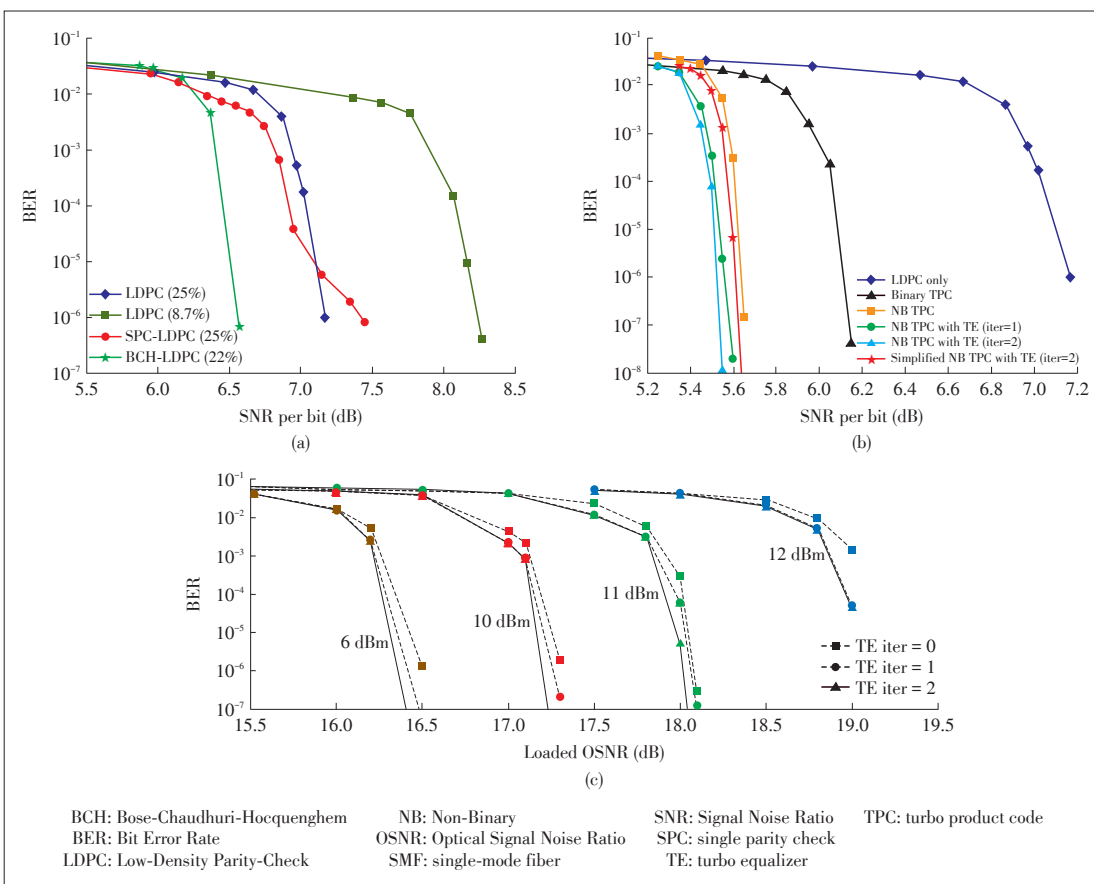 10⁻¹
10⁻²
10⁻³
10⁻⁴
10⁻⁵
10⁻⁶
10⁻⁷
BER
LDPC (25%)
LDPC (8.7%)
SPC-LDPC (25%)
BCH-LDPC (22%)
5.5 6.0 6.5 7.0 7.5 8.0 8.5
SNR per bit (dB)
(a)
10⁻¹
10⁻²
10⁻³
10⁻⁴
10⁻⁵
10⁻⁶
10⁻⁷
10⁻⁸
BER
LDPC only
Binary TPC
NB TPC
NB TPC with TE (iter=1)
NB TPC with TE (iter=2)
Simplified NB TPC with TE (iter=2)
5.2 5.4 5.6 5.8 6.0 6.2 6.4 6.6 6.8 7.0 7.2
SNR per bit (dB)
(b)
10⁻¹
10⁻²
10⁻³
10⁻⁴
10⁻⁵
10⁻⁶
10⁻⁷
BER
6 dBm
10 dBm
11 dBm
12 dBm
TE iter = 0
TE iter = 1
TE iter = 2
15.5 16.0 16.5 17.0 17.5 18.0 18.5 19.0 19.5
Loaded OSNR (dB)
(c)
BCH: Bose-Chaudhuri-Hocquenghem NB: Non-Binary SNR: Signal Noise Ratio TPC: turbo product code
BER: Bit Error Rate OSNR: Optical Signal Noise Ratio SPC: single parity check
LDPC: Low-Density Parity-Check SMF: single-mode fiber TE: turbo equalizer